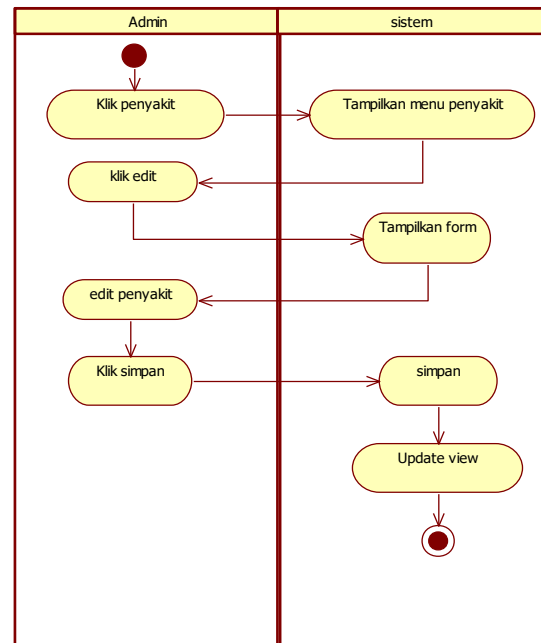 Admin
sistem
Klik penyakit
Tampilkan menu penyakit
klik edit
Tampilkan form
edit penyakit
Klik simpan
simpan
Update view